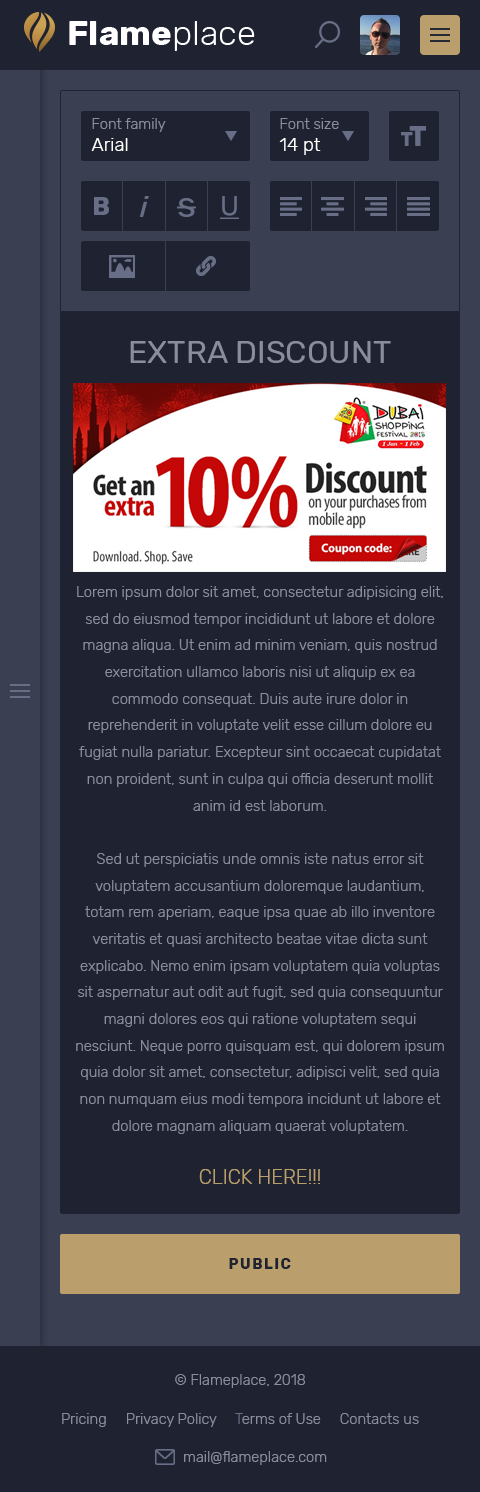 Flameplace
Font family
Arial
Font size
14 pt
TT
B i S U
EXTRA DISCOUNT
DUBAI
SHOPPING
FESTIVAL 2015
1 Jan - 1 Feb
Get an
extra
10%
Discount
on your purchases from
mobile app
Download. Shop. Save
Coupon code:
Lorem ipsum dolor sit amet, consectetur adipisicing elit,
sed do eiusmod tempor incididunt ut labore et dolore
magna aliqua. Ut enim ad minim veniam, quis nostrud
exercitation ullamco laboris nisi ut aliquip ex ea
commodo consequat. Duis aute irure dolor in
reprehenderit in voluptate velit esse cillum dolore eu
fugiat nulla pariatur. Excepteur sint occaecat cupidatat
non proident, sunt in culpa qui officia deserunt mollit
anim id est laborum.
Sed ut perspiciatis unde omnis iste natus error sit
voluptatem accusantium doloremque laudantium,
totam rem aperiam, eaque ipsa quae ab illo inventore
veritatis et quasi architecto beatae vitae dicta sunt
explicabo. Nemo enim ipsam voluptatem quia voluptas
sit aspernatur aut odit aut fugit, sed quia consequuntur
magni dolores eos qui ratione voluptatem sequi
nesciunt. Neque porro quisquam est, qui dolorem ipsum
quia dolor sit amet, consectetur, adipisci velit, sed quia
non numquam eius modi tempora incidunt ut labore et
dolore magnam aliquam quaerat voluptatem.
CLICK HERE!!!
PUBLIC
© Flameplace, 2018
Pricing Privacy Policy Terms of Use Contacts us
mail@flameplace.com